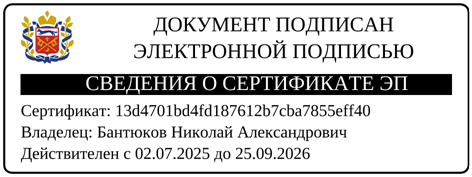 ДОКУМЕНТ ПОДПИСАН
ЭЛЕКТРОННОЙ ПОДПИСЬЮ
СВЕДЕНИЯ О СЕРТИФИКАТЕ ЭП
Сертификат: 13d4701bd4fd187612b7cba7855eff40
Владелец: Бантюков Николай Александрович
Действителен с 02.07.2025 до 25.09.2026